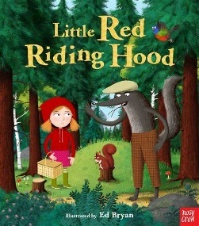 Little Red
Riding Hood
Illustrated by Ed Bryan
nosy
crow